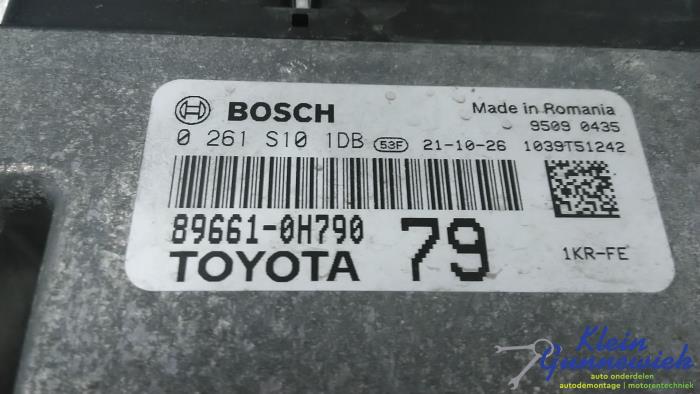 BOSCH
Made in Romania
9509 0435
0 261 S10 1DB 53F 21-10-26 1039T51242
89661-0H790
79
TOYOTA
1KR-FE
Klein
Gunnewiek
auto onderdelen
autodemontage | motorentechniek